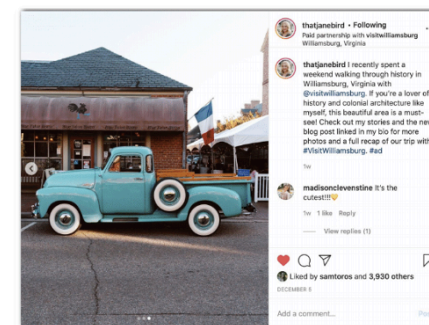 thatjanebird • Following
Paid partnership with visitwilliamsburg
Williamsburg, Virginia
thatjanebird I recently spent a
weekend walking through history in
Williamsburg, Virginia with
@visitwilliamsburg. If you're a lover of
history and colonial architecture like
myself, this beautiful area is a must-
see! Check out my stories and the new
blog post linked in my bio for more
photos and a full recap of our trip with
#VisitWilliamsburg. #ad
1w
madisonclevenstine It's the
cutest!!!💛
1w 1 like Reply
View replies (1)
Liked by samtoros and 3,930 others
DECEMBER 5
Add a comment...
Post